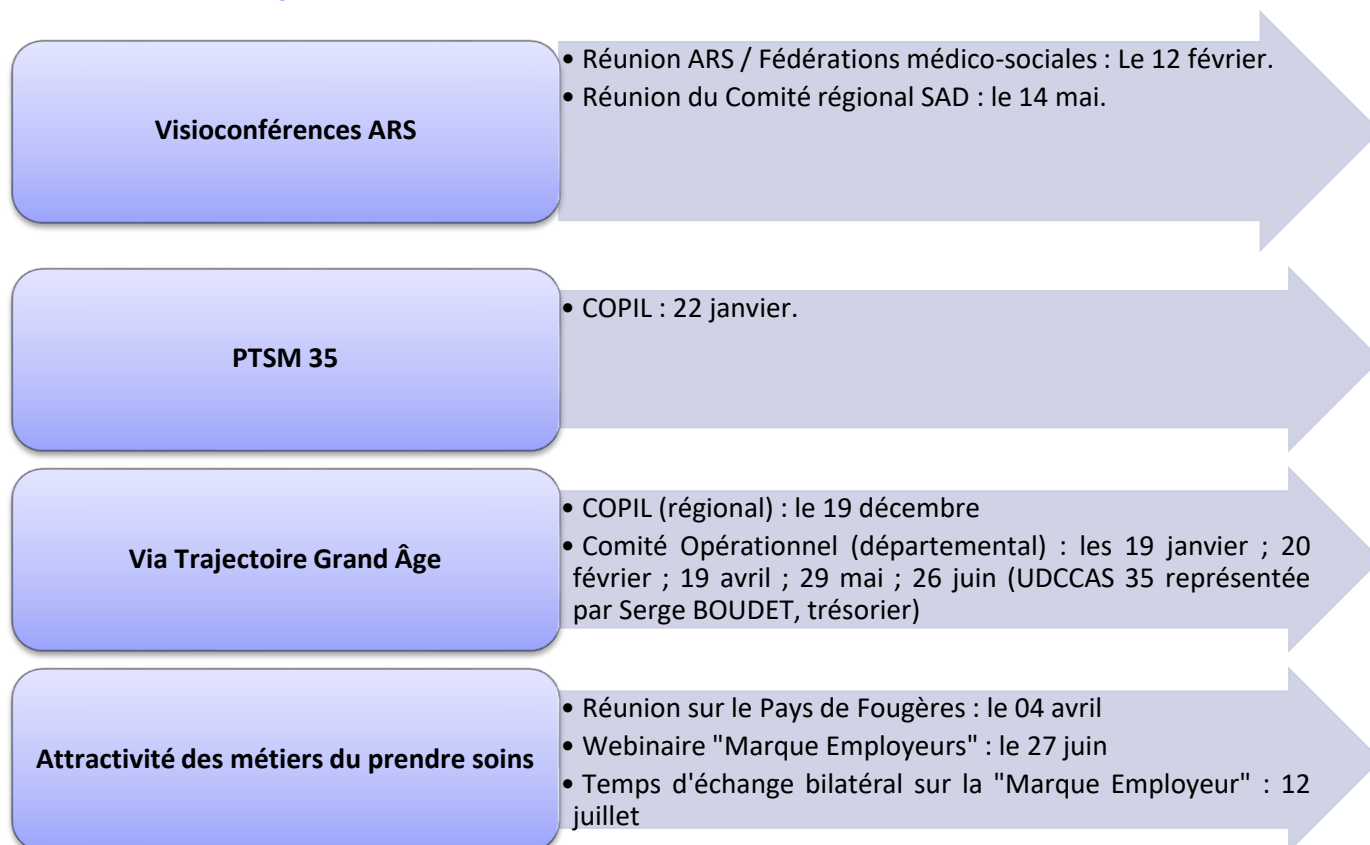 Visioconférences ARS
• Réunion ARS / Fédérations médico-sociales : Le 12 février.
• Réunion du Comité régional SAD : le 14 mai.
PTSM 35
• COPIL : 22 janvier.
Via Trajectoire Grand Âge
• COPIL (régional) : le 19 décembre
• Comité Opérationnel (départemental) : les 19 janvier ; 20
février ; 19 avril ; 29 mai ; 26 juin (UDCCAS 35 représentée
par Serge BOUDET, trésorier)
Attractivité des métiers du prendre soins
• Réunion sur le Pays de Fougères : le 04 avril
• Webinaire "Marque Employeurs" : le 27 juin
• Temps d'échange bilatéral sur la "Marque Employeur" : 12
juillet